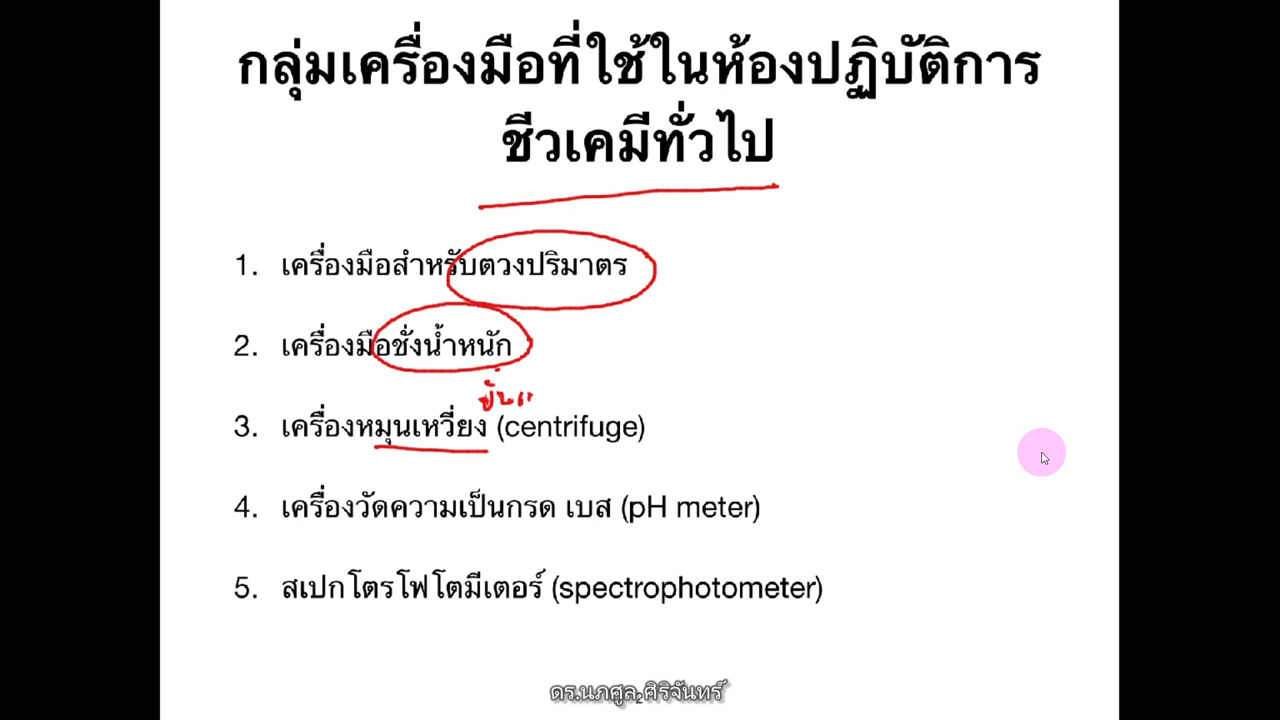 กลุ่มเครื่องมือที่ใช้ในห้องปฏิบัติการ
ชีวเคมีทั่วไป
1. เครื่องมือสำหรับตวงปริมาตร
2. เครื่องมือชั่งน้ำหนัก
3. เครื่องหมุนเหวี่ยง (centrifuge)
4. เครื่องวัดความเป็นกรด เบส (pH meter)
5. สเปกโตรโฟโตมีเตอร์ (spectrophotometer)
ดร.นภศูล ศิริจันทร์
2